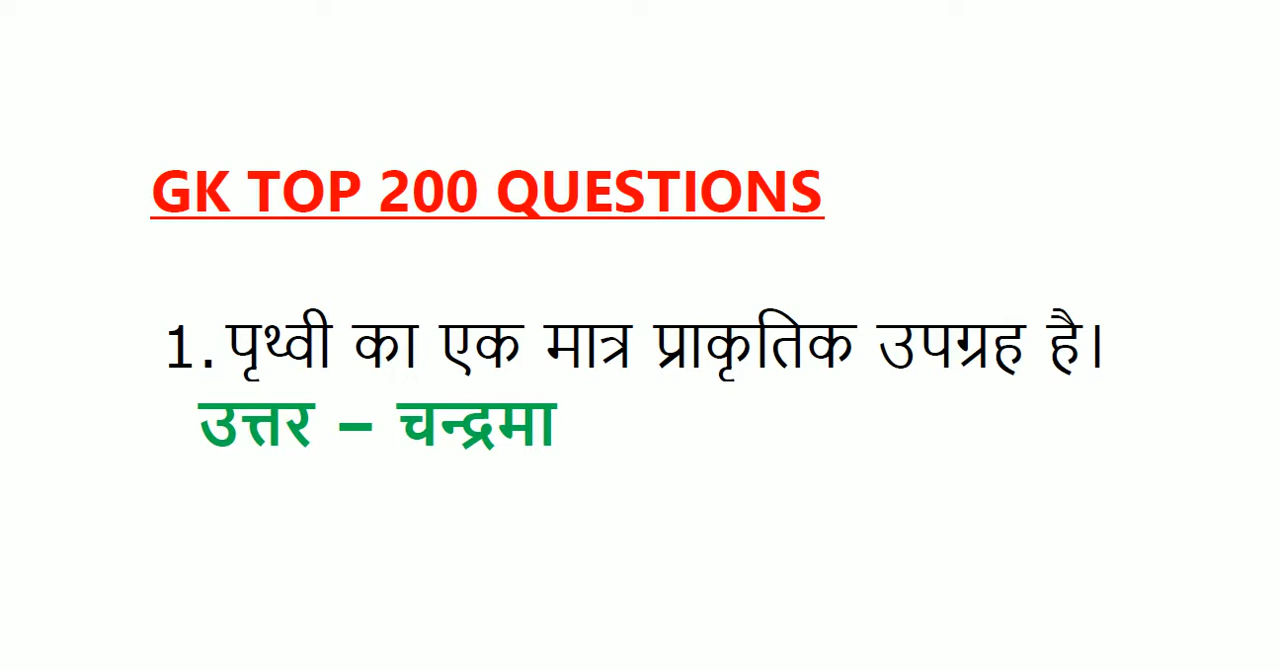 GK TOP 200 QUESTIONS
1. पृथ्वी का एक मात्र प्राकृतिक उपग्रह है।
उत्तर – चन्द्रमा